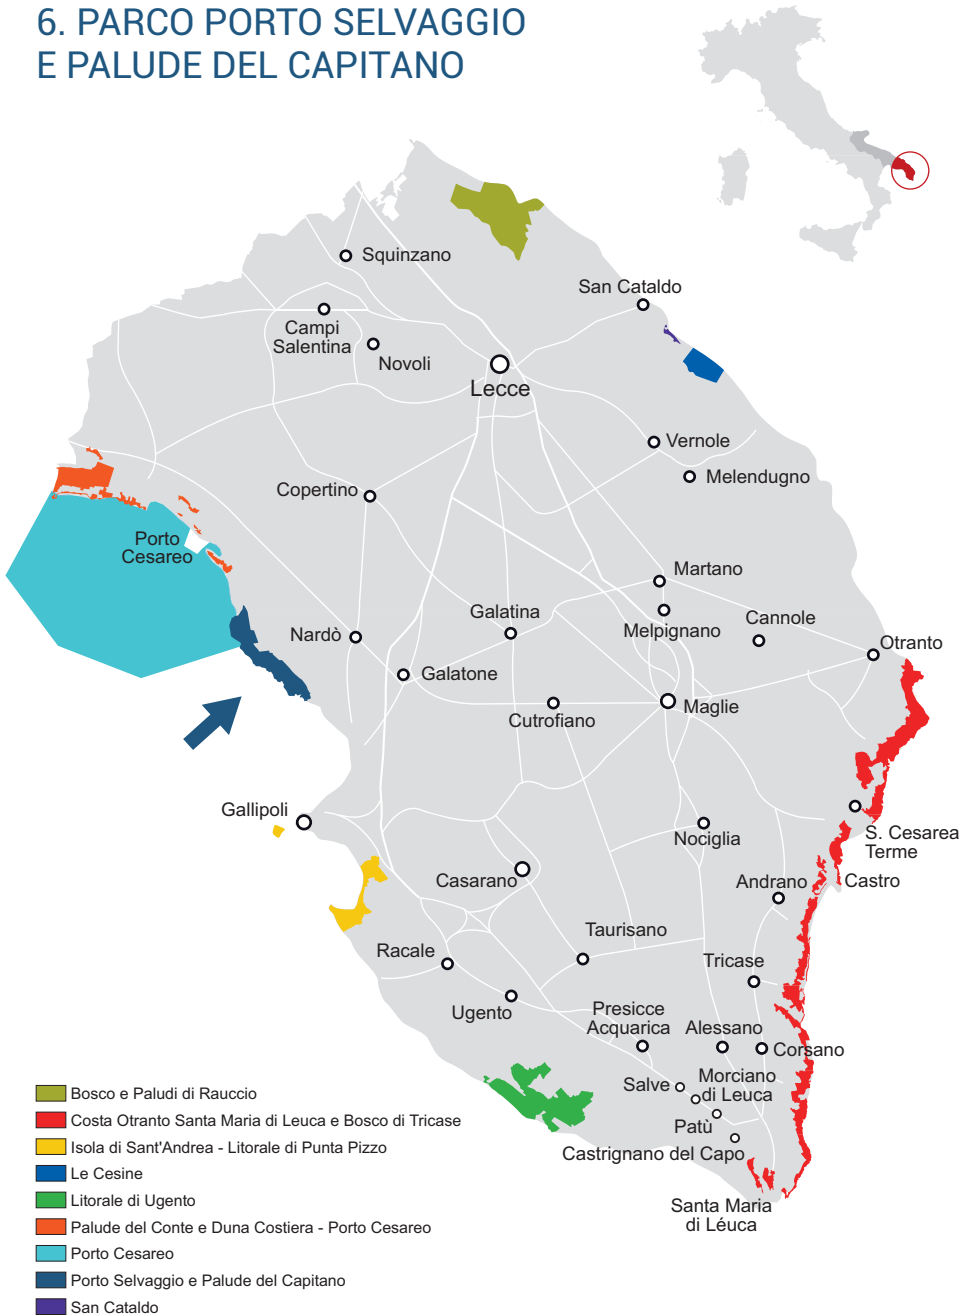 6. PARCO PORTO SELVAGGIO
E PALUDE DEL CAPITANO
Squinzano
San Cataldo
Campi
Salentina
Novoli
Lecce
Vernole
Melendugno
Copertino
Porto
Cesareo
Martano
Galatina
Melpignano
Cannole
Nardò
Otranto
Galatone
Cutrofiano
Maglie
Gallipoli
Nociglia
S. Cesarea
Terme
Casarano
Andrano
Castro
Taurisano
Racale
Tricase
Ugento
Presicce
Acquarica
Alessano
Corsano
Salve
Morciano
di Leuca
Patù
Castrignano del Capo
Santa Maria
di Léuca
Bosco e Paludi di Rauccio
Costa Otranto Santa Maria di Leuca e Bosco di Tricase
Isola di Sant'Andrea - Litorale di Punta Pizzo
Le Cesine
Litorale di Ugento
Palude del Conte e Duna Costiera - Porto Cesareo
Porto Cesareo
Porto Selvaggio e Palude del Capitano
San Cataldo